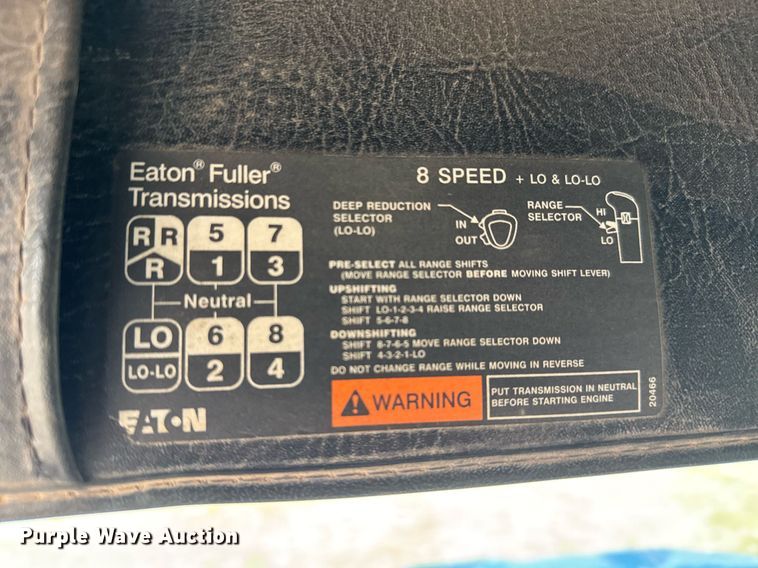 Eaton® Fuller®
Transmissions
8 SPEED + LO & LO-LO
DEEP REDUCTION
SELECTOR
(LO-LO)
IN
OUT
RANGE
SELECTOR
HI
LO
R R 5 7
R 1 3
Neutral
LO 6 8
LO-LO 2 4
PRE-SELECT ALL RANGE SHIFTS
(MOVE RANGE SELECTOR BEFORE MOVING SHIFT LEVER)
UPSHIFTING
START WITH RANGE SELECTOR DOWN
SHIFT LO-1-2-3-4 RAISE RANGE SELECTOR
SHIFT 5-6-7-8
DOWNSHIFTING
SHIFT 8-7-6-5 MOVE RANGE SELECTOR DOWN
SHIFT 4-3-2-1-LO
DO NOT CHANGE RANGE WHILE MOVING IN REVERSE
WARNING
PUT TRANSMISSION IN NEUTRAL
BEFORE STARTING ENGINE
20466
EATON
Purple Wave Auction